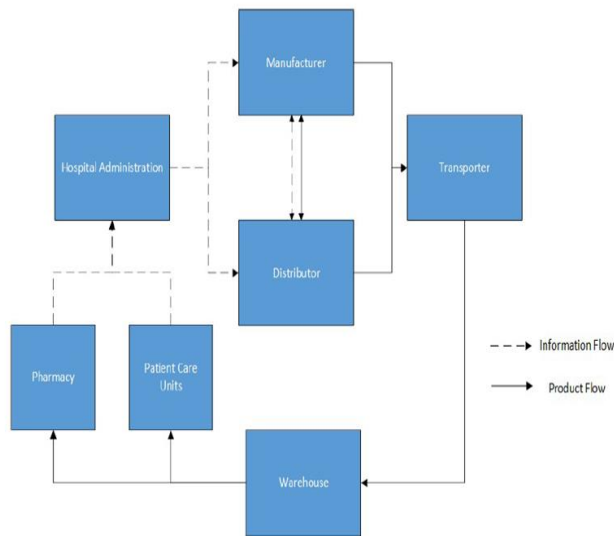 Manufacturer
Hospital Administration
Transporter
Distributor
Pharmacy
Patient Care
Units
Information Flow
Product Flow
Warehouse